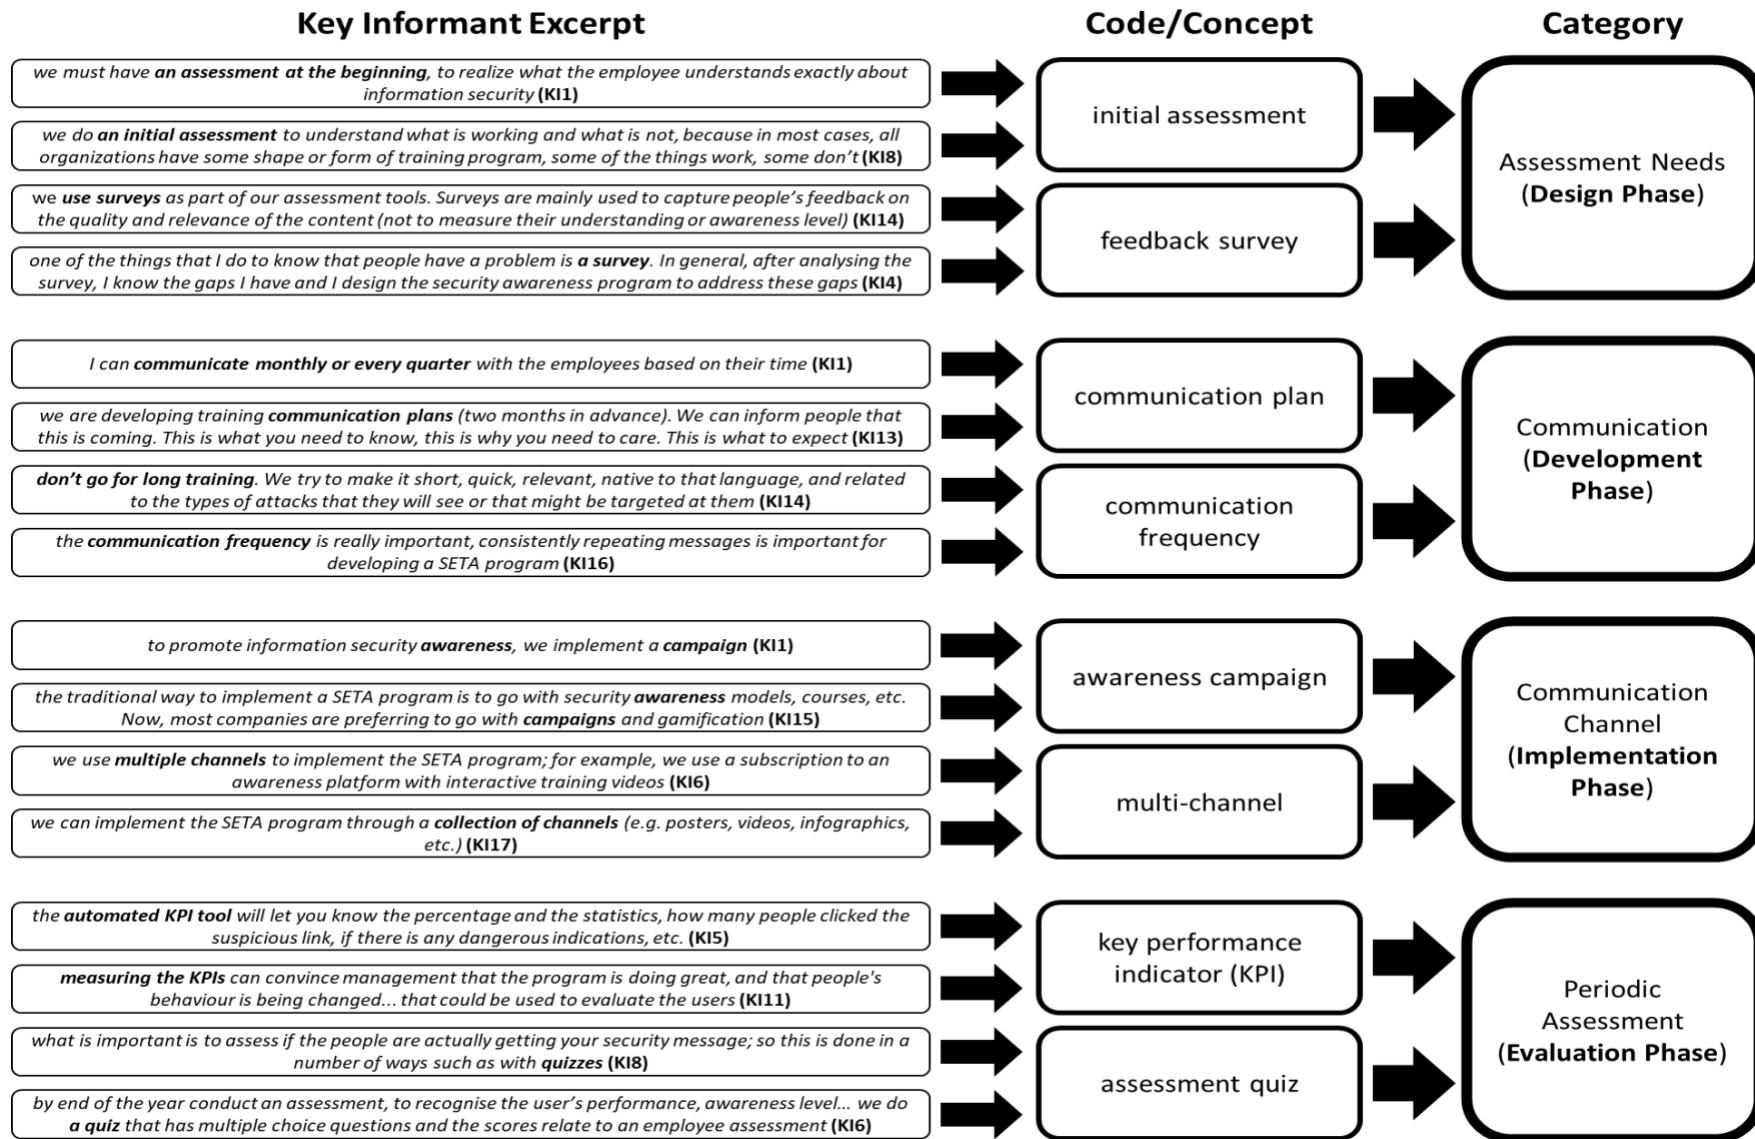 Key Informant Excerpt
Code/Concept
Category
we must have an assessment at the beginning, to realize what the employee understands exactly about
information security (KI1)
we do an initial assessment to understand what is working and what is not, because in most cases, all
organizations have some shape or form of training program, some of the things work, some don't (KI8)
initial assessment
we use surveys as part of our assessment tools. Surveys are mainly used to capture people's feedback on
the quality and relevance of the content (not to measure their understanding or awareness level) (KI14)
one of the things that I do to know that people have a problem is a survey. In general, after analysing the
survey, I know the gaps I have and I design the security awareness program to address these gaps (KI4)
feedback survey
Assessment Needs
(Design Phase)
I can communicate monthly or every quarter with the employees based on their time (KI1)
we are developing training communication plans (two months in advance). We can inform people that
this is coming. This is what you need to know, this is why you need to care. This is what to expect (KI13)
communication plan
don't go for long training. We try to make it short, quick, relevant, native to that language, and related
to the types of attacks that they will see or that might be targeted at them (KI14)
the communication frequency is really important, consistently repeating messages is important for
developing a SETA program (KI16)
communication
frequency
Communication
(Development
Phase)
to promote information security awareness, we implement a campaign (KI1)
the traditional way to implement a SETA program is to go with security awareness models, courses, etc.
Now, most companies are preferring to go with campaigns and gamification (KI15)
awareness campaign
we use multiple channels to implement the SETA program; for example, we use a subscription to an
awareness platform with interactive training videos (KI6)
we can implement the SETA program through a collection of channels (e.g. posters, videos, infographics,
etc.) (KI17)
multi-channel
Communication
Channel
(Implementation
Phase)
the automated KPI tool will let you know the percentage and the statistics, how many people clicked the
suspicious link, if there is any dangerous indications, etc. (KI5)
measuring the KPIs can convince management that the program is doing great, and that people's
behaviour is being changed... that could be used to evaluate the users (KI11)
key performance
indicator (KPI)
what is important is to assess if the people are actually getting your security message; so this is done in a
number of ways such as with quizzes (KI8)
by end of the year conduct an assessment, to recognise the user's performance, awareness level... we do
a quiz that has multiple choice questions and the scores relate to an employee assessment (KI6)
assessment quiz
Periodic
Assessment
(Evaluation Phase)